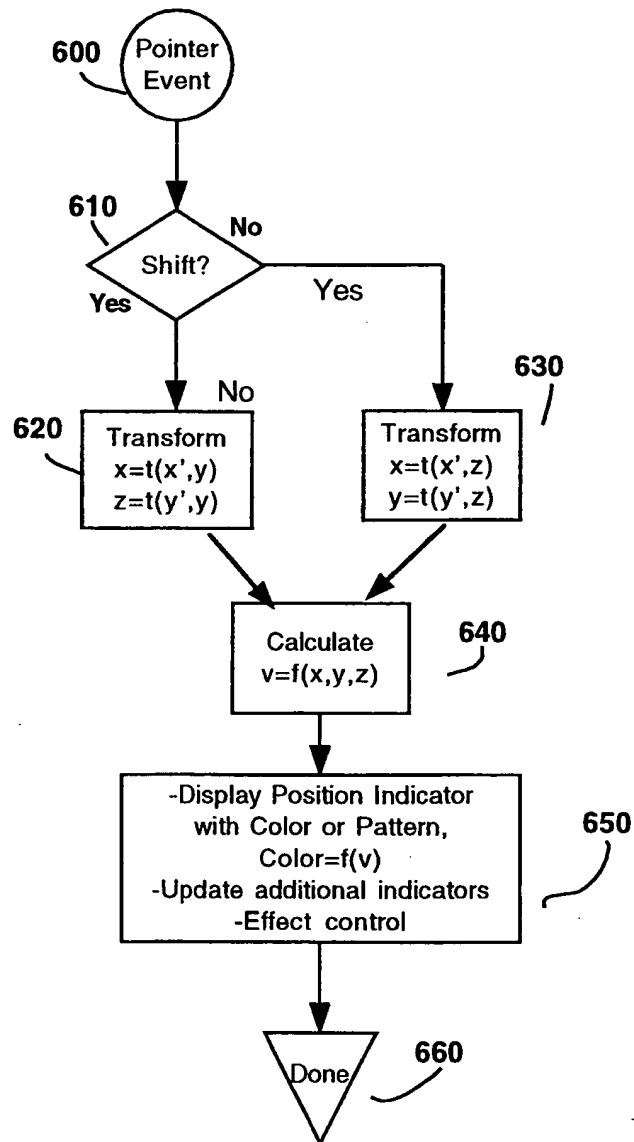 600
Pointer
Event
610
No
Shift?
Yes
Yes
No
630
620
Transform
x=t(x',y)
z=t(y',y)
Transform
x=t(x',z)
y=t(y',z)
640
Calculate
v=f(x,y,z)
-Display Position Indicator
with Color or Pattern,
Color=f(v)
-Update additional indicators
-Effect control
650
Done
660